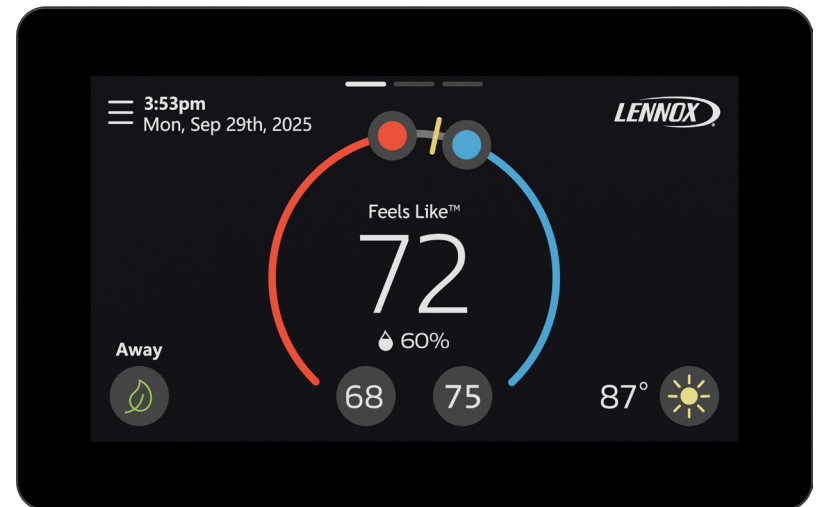 3:53pm
Mon, Sep 29th, 2025
LENNOX
Feels Like™
72
60%
Away
68
75
87°